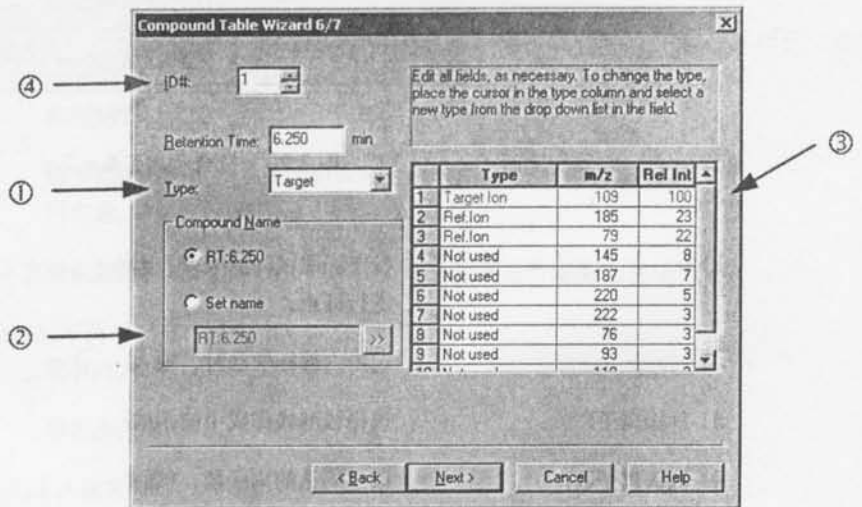 Compound Table Wizard 6/7
④ ID#: 1
Edit all fields, as necessary. To change the type,
place the cursor in the type column and select a
new type from the drop down list in the field.
Retention Time: 6.250 min
③
① Type: Target
Type m/z Rel Int
1 Target Ion 109 100
2 Ref.Ion 185 23
3 Ref.Ion 79 22
4 Not used 145 8
5 Not used 187 7
6 Not used 220 5
7 Not used 222 3
8 Not used 76 3
9 Not used 93 3
Compound Name
RT:6.250
Set name
② RT:6.250 >>
< Back Next > Cancel Help